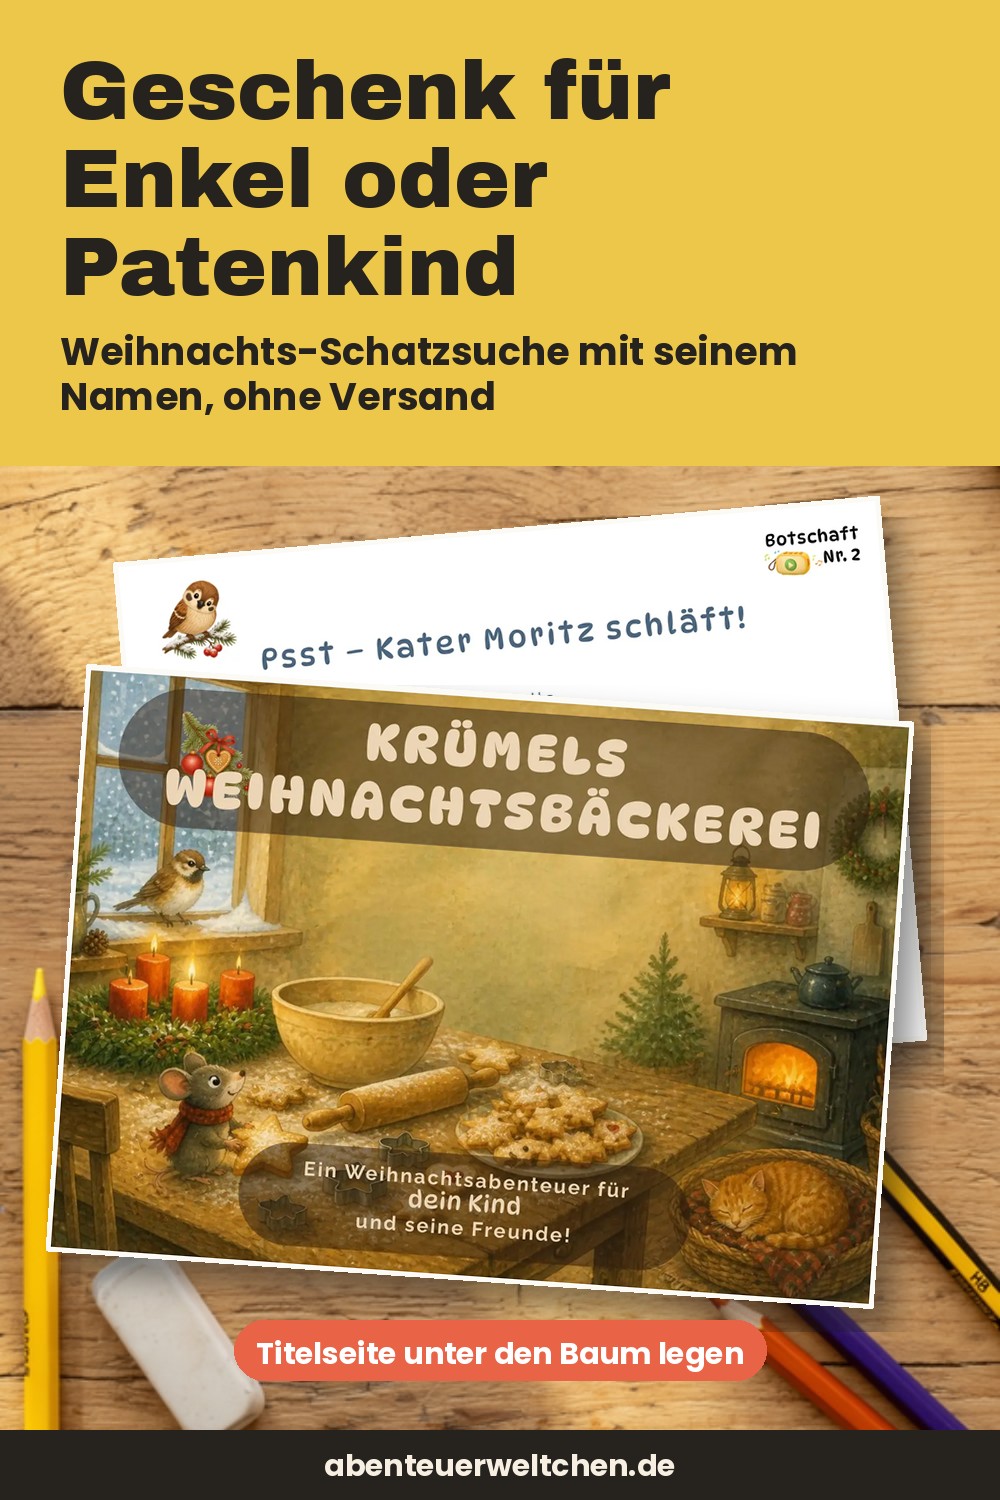 Geschenk für
Enkel oder
Patenkind
Weihnachts-Schatzsuche mit seinem
Namen, ohne Versand
Botschaft
Nr. 2
Psst – Kater Moritz schläft!
KRÜMELS
WEIHNACHTSBÄCKEREI
Ein Weihnachtsabenteuer für
dein Kind
und seine Freunde!
HB
Titelseite unter den Baum legen
abenteuerweltchen.de